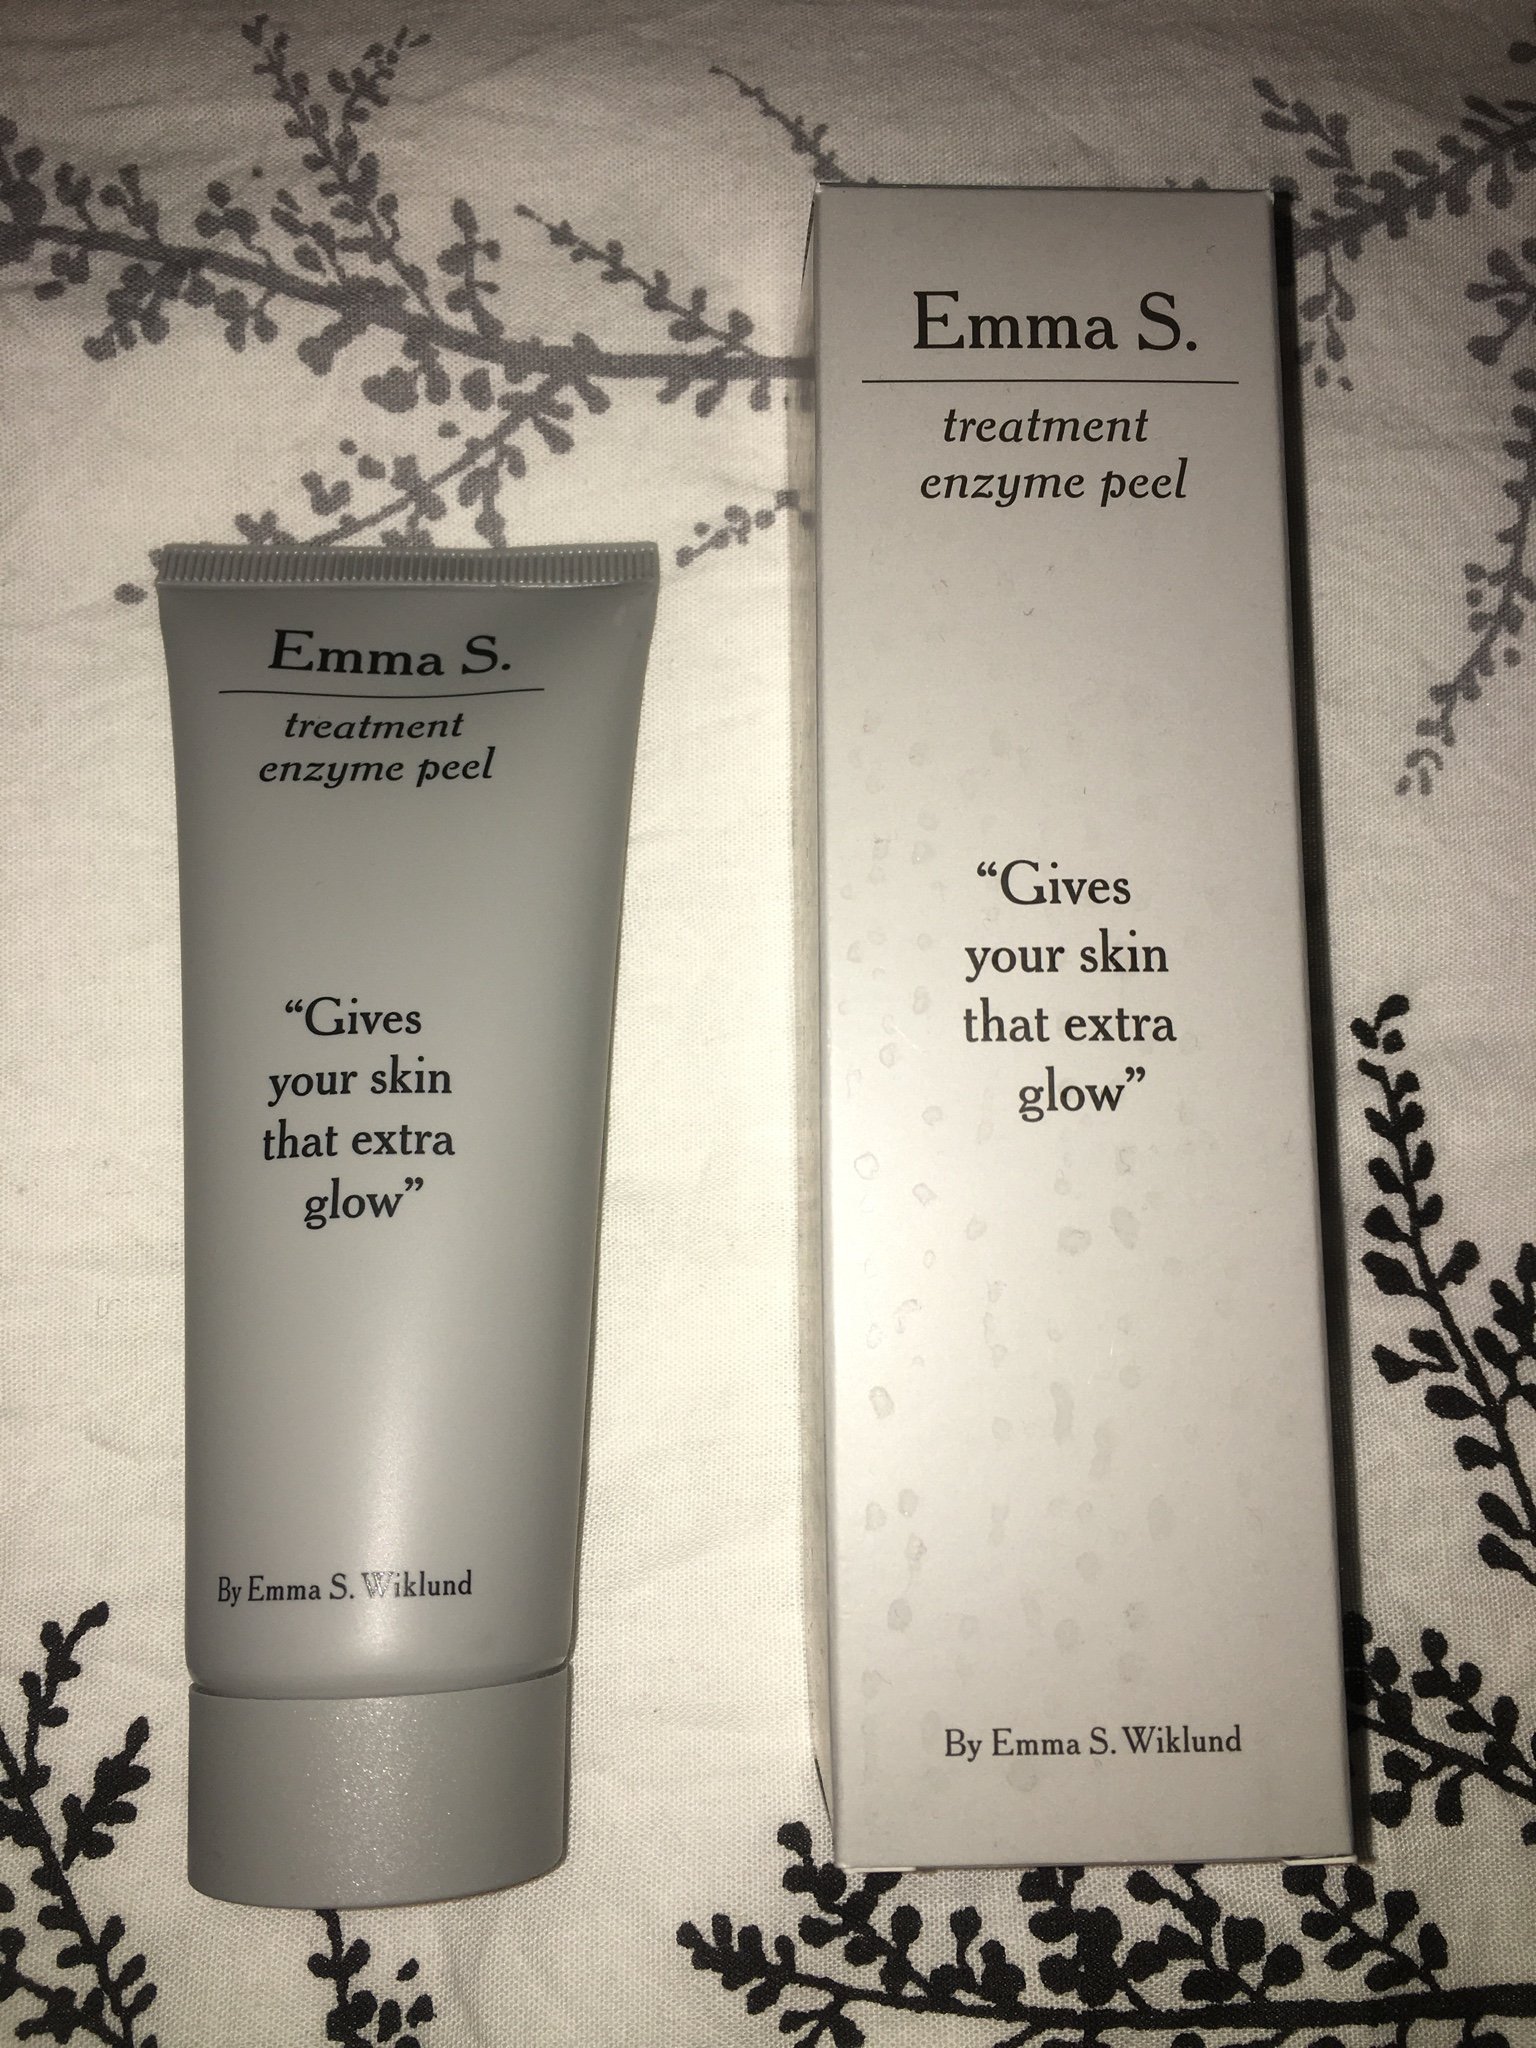 Emma S.
treatment
enzyme peel
“Gives
your skin
that extra
glow”
By Emma S. Wiklund
Emma S.
treatment
enzyme peel
“Gives
your skin
that extra
glow”
By Emma S. Wiklund